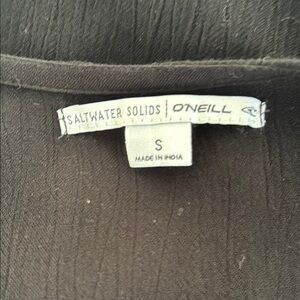 SALTWATER SOLIDS | O'NEILL
S
MADE IN INDIA